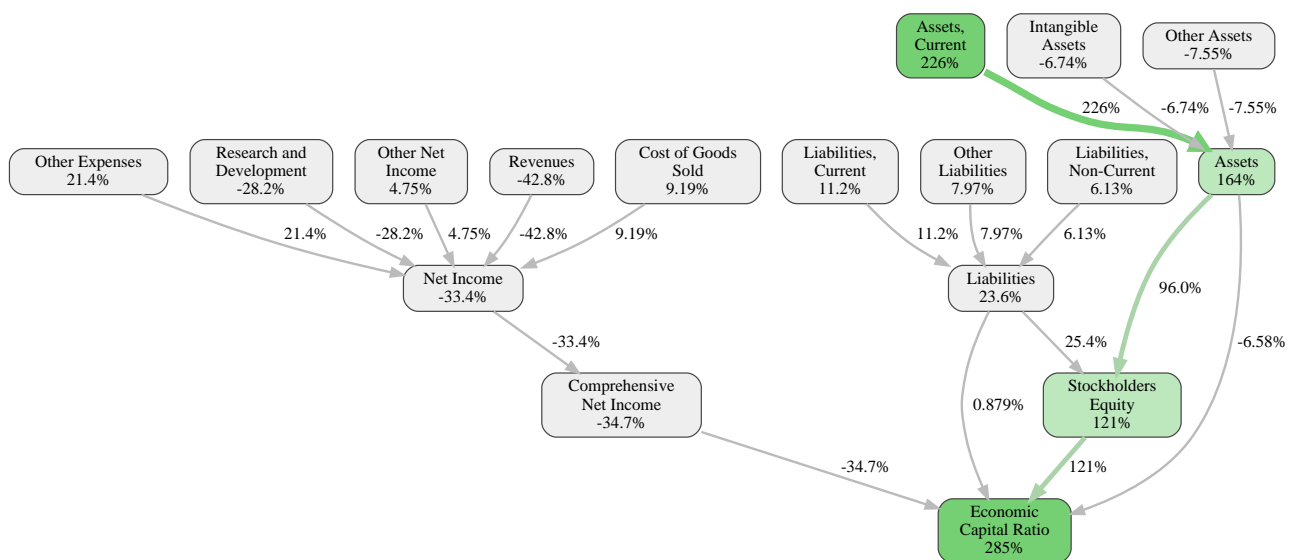 Assets,
Current
226%
Intangible
Assets
-6.74%
Other Assets
-7.55%
226%
-6.74%
-7.55%
Other Expenses
21.4%
Research and
Development
-28.2%
Other Net
Income
4.75%
Revenues
-42.8%
Cost of Goods
Sold
9.19%
Liabilities,
Current
11.2%
Other
Liabilities
7.97%
Liabilities,
Non-Current
6.13%
Assets
164%
21.4%
-28.2%
4.75%
-42.8%
9.19%
11.2%
7.97%
6.13%
Net Income
-33.4%
Liabilities
23.6%
96.0%
-33.4%
25.4%
-6.58%
Comprehensive
Net Income
-34.7%
0.879%
Stockholders
Equity
121%
-34.7%
121%
Economic
Capital Ratio
285%